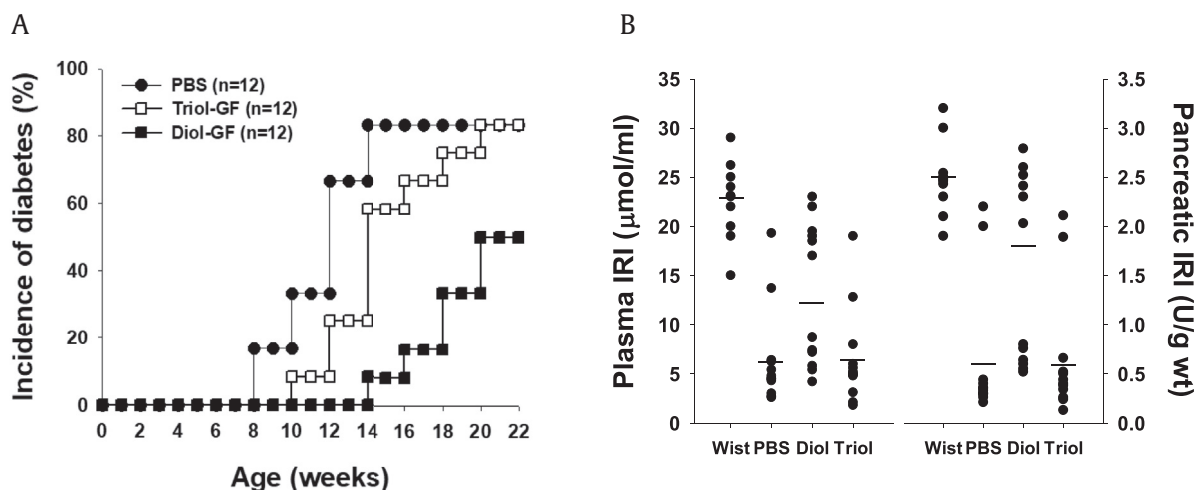 A
B
Incidence of diabetes (%)
100
80
60
40
20
0
PBS (n=12)
Triol-GF (n=12)
Diol-GF (n=12)
0 2 4 6 8 10 12 14 16 18 20 22
Age (weeks)
Plasma IRI (μmol/ml)
35
30
25
20
15
10
5
0
Wist PBS Diol Triol
Wist PBS Diol Triol
3.5
3.0
2.5
2.0
1.5
1.0
0.5
0.0
Pancreatic IRI (U/g wt)